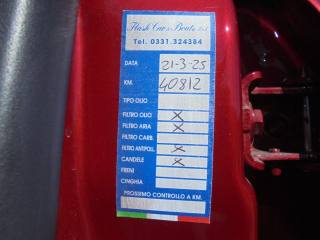 Flash Car & Boats s.r.l.
Tel. 0331.324384
DATA 21-3-25
KM. 40812
TIPO OLIO
FILTRO OLIO X
FILTRO ARIA X
FILTRO CARB.
FILTRO ANTIPOLL. X
CANDELE X
FRENI
CINGHIA
PROSSIMO CONTROLLO A KM.